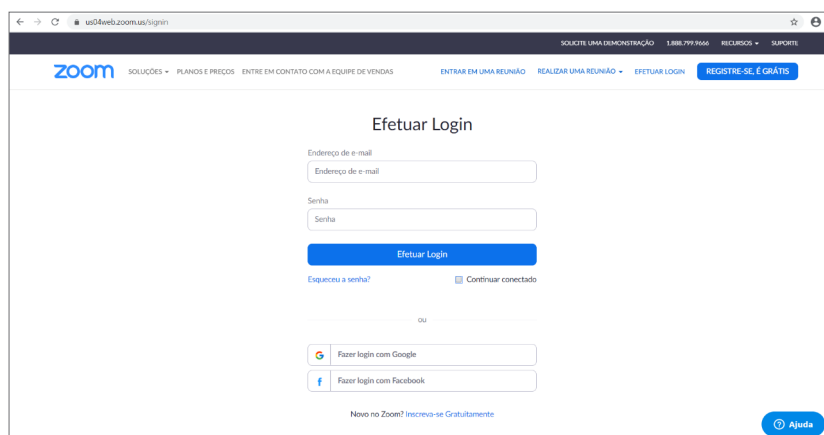 us04web.zoom.us/signin
SOLICITE UMA DEMONSTRAÇÃO 1.888.799.9666 RECURSOS SUPORTE
zoom SOLUÇÕES PLANOS E PREÇOS ENTRE EM CONTATO COM A EQUIPE DE VENDAS ENTRAR EM UMA REUNIÃO REALIZAR UMA REUNIÃO EFETUAR LOGIN REGISTRE-SE, É GRÁTIS
Efetuar Login
Endereço de e-mail
Endereço de e-mail
Senha
Senha
Efetuar Login
Esqueceu a senha? Continuar conectado
ou
Fazer login com Google
Fazer login com Facebook
Novo no Zoom? Inscreva-se Gratuitamente
Ajuda